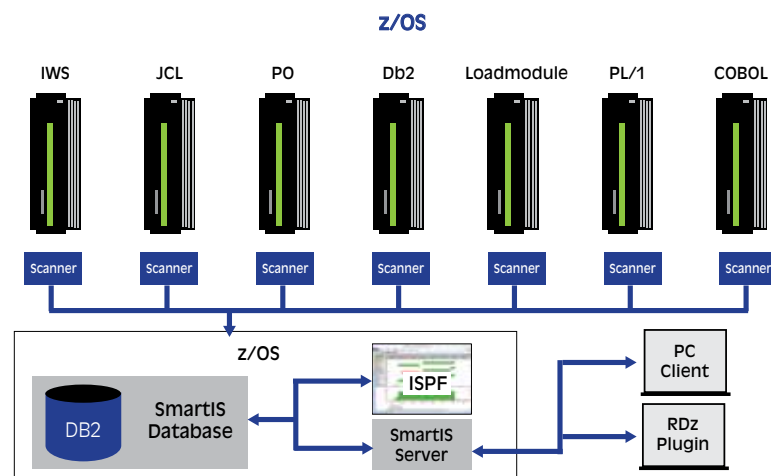 z/OS
IWS JCL PO Db2 Loadmodule PL/1 COBOL
Scanner Scanner Scanner Scanner Scanner Scanner Scanner
z/OS
DB2
SmartIS
Database
ISPF
SmartIS
Server
PC
Client
RDz
Plugin